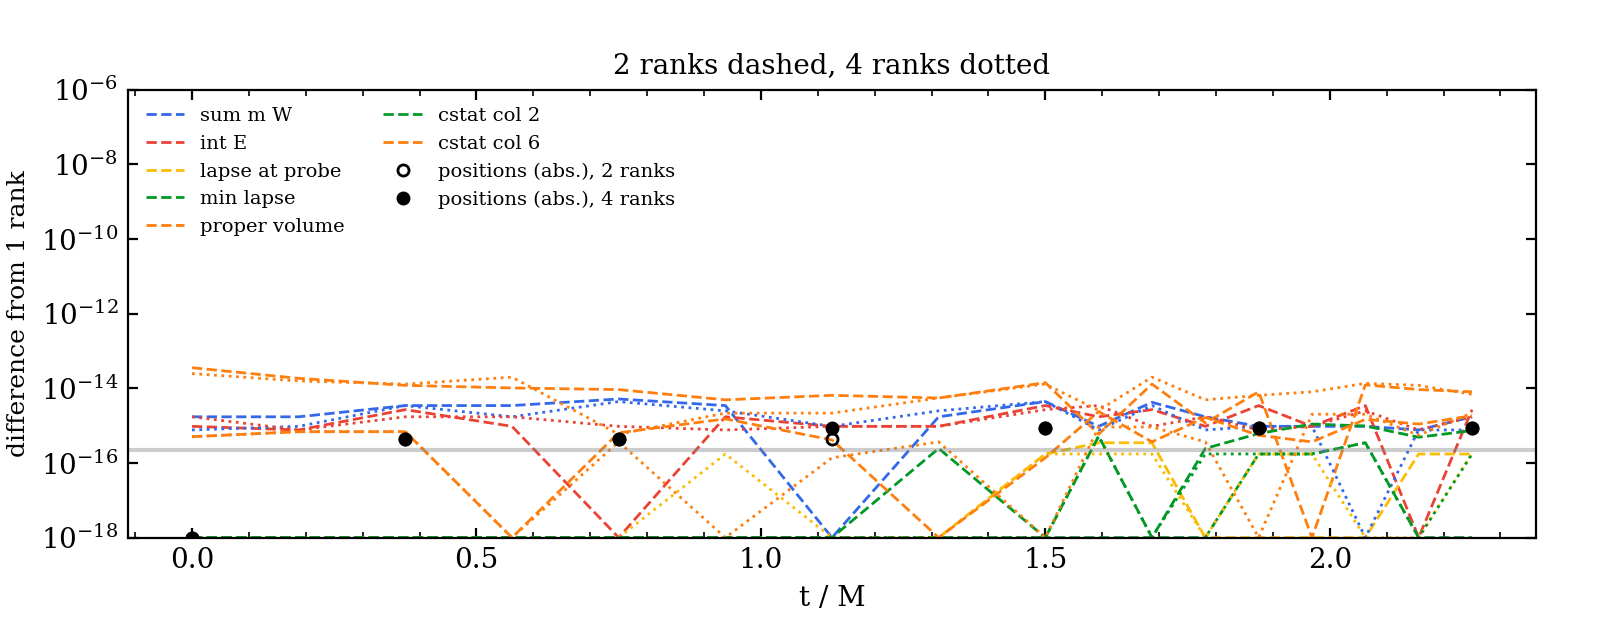 2 ranks dashed, 4 ranks dotted
difference from 1 rank
10⁻⁶
10⁻⁸
10⁻¹⁰
10⁻¹²
10⁻¹⁴
10⁻¹⁶
10⁻¹⁸
sum m W
int E
lapse at probe
min lapse
proper volume
cstat col 2
cstat col 6
positions (abs.), 2 ranks
positions (abs.), 4 ranks
0.0 0.5 1.0 1.5 2.0
t / M